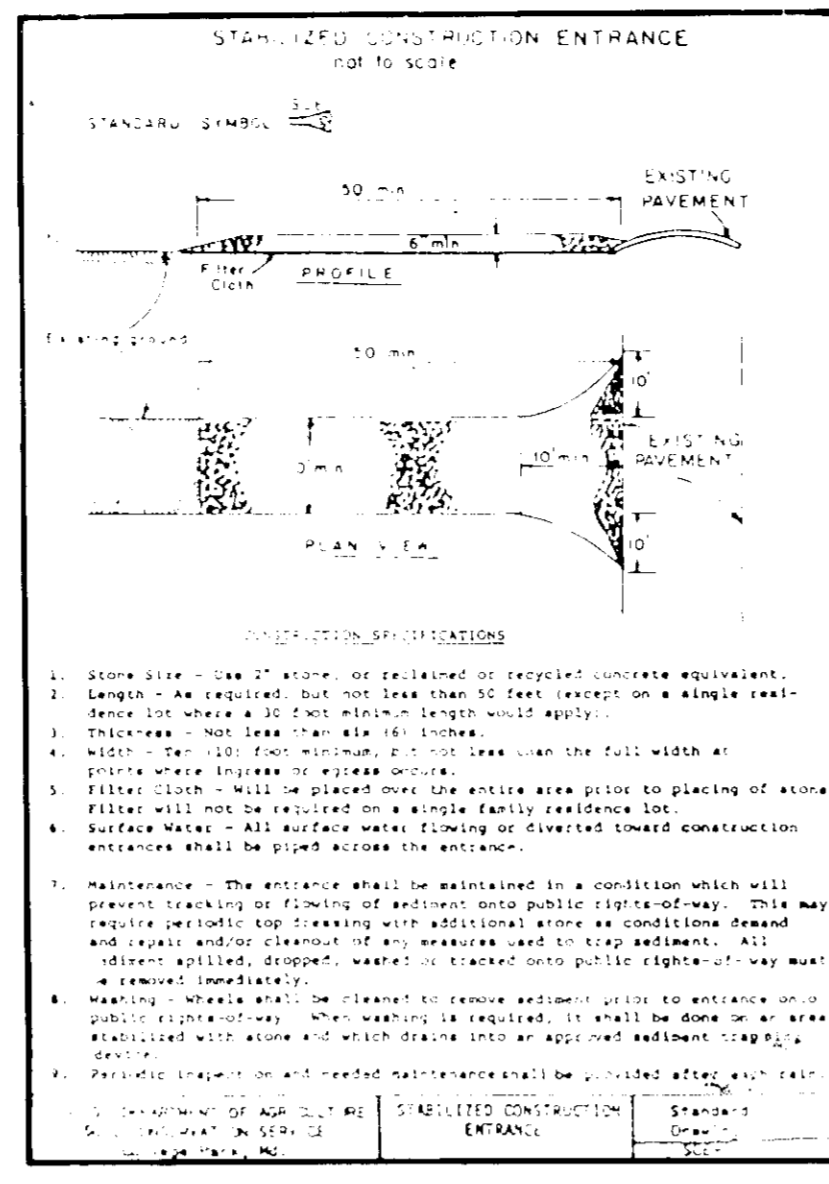 STABILIZED CONSTRUCTION ENTRANCE
not to scale
STANDARD SYMBOL
50 min
EXISTING
PAVEMENT
6" min
Filter
Cloth
PROFILE
Existing ground
50 min
10'
10' min
EXISTING
PAVEMENT
0' min
PLAN VIEW
10'
CONSTRUCTION SPECIFICATIONS
1. Stone Size - Use 2" stone, or reclaimed or recycled concrete equivalent.
2. Length - As required, but not less than 50 feet (except on a single resi-
dence lot where a 30 foot minimum length would apply).
3. Thickness - Not less than six (6) inches.
4. Width - Ten (10) foot minimum, but not less than the full width at
points where ingress or egress occurs.
5. Filter Cloth - Will be placed over the entire area prior to placing of stone
Filter will not be required on a single family residence lot.
6. Surface Water - All surface water flowing or diverted toward construction
entrances shall be piped across the entrance.
7. Maintenance - The entrance shall be maintained in a condition which will
prevent tracking or flowing of sediment onto public rights-of-way. This may
require periodic top dressing with additional stone as conditions demand
and repair and/or cleanout of any measures used to trap sediment. All
sediment spilled, dropped, washed or tracked onto public rights-of-way must
be removed immediately.
8. Washing - Wheels shall be cleaned to remove sediment prior to entrance onto
public rights-of-way. When washing is required, it shall be done on an area
stabilized with stone and which drains into an approved sediment trapping
device.
9. Periodic inspection and needed maintenance shall be provided after each rain.
DEPARTMENT OF AGRICULTURE
SOIL CONSERVATION SERVICE
College Park, Md.
STABILIZED CONSTRUCTION
ENTRANCE
Standard
Drawing